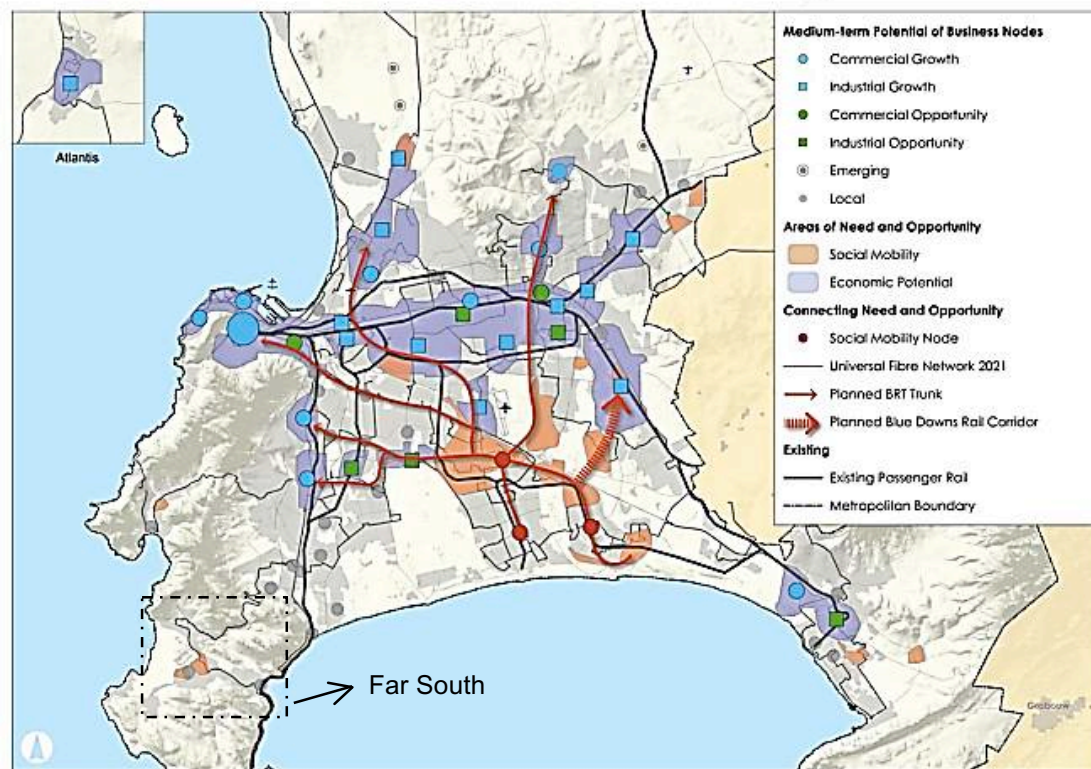 Atlantis
Medium-term Potential of Business Nodes
Commercial Growth
Industrial Growth
Commercial Opportunity
Industrial Opportunity
Emerging
Local
Areas of Need and Opportunity
Social Mobility
Economic Potential
Connecting Need and Opportunity
Social Mobility Node
Universal Fibre Network 2021
Planned BRT Trunk
Planned Blue Downs Rail Corridor
Existing
Existing Passenger Rail
Metropolitan Boundary
Far South
Grabouw